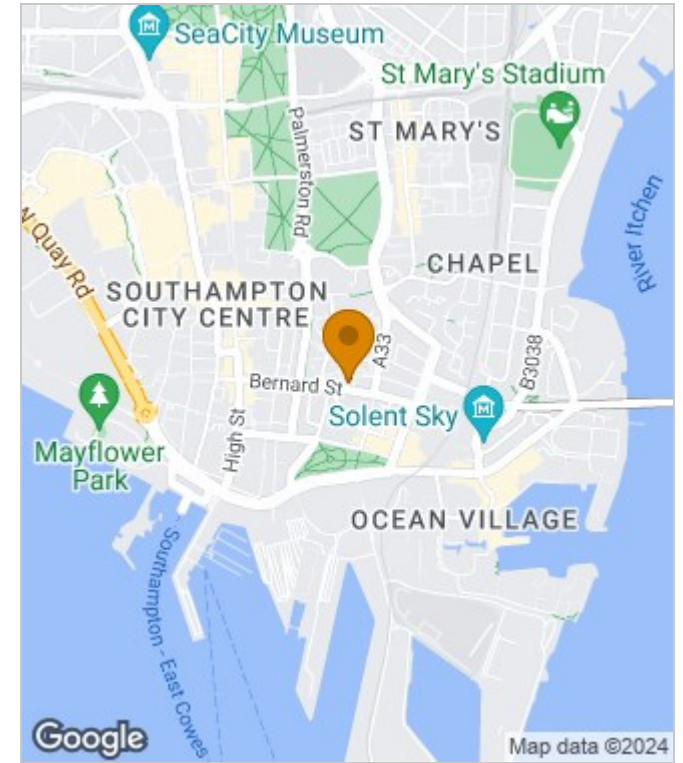 SeaCity Museum
St Mary's Stadium
ST MARY'S
Palmerston Rd
River Itchen
N Quay Rd
CHAPEL
SOUTHAMPTON
CITY CENTRE
A33
B3038
Bernard St
Solent Sky
High St
Mayflower
Park
OCEAN VILLAGE
Southampton - East Cowes
Google
Map data ©2024